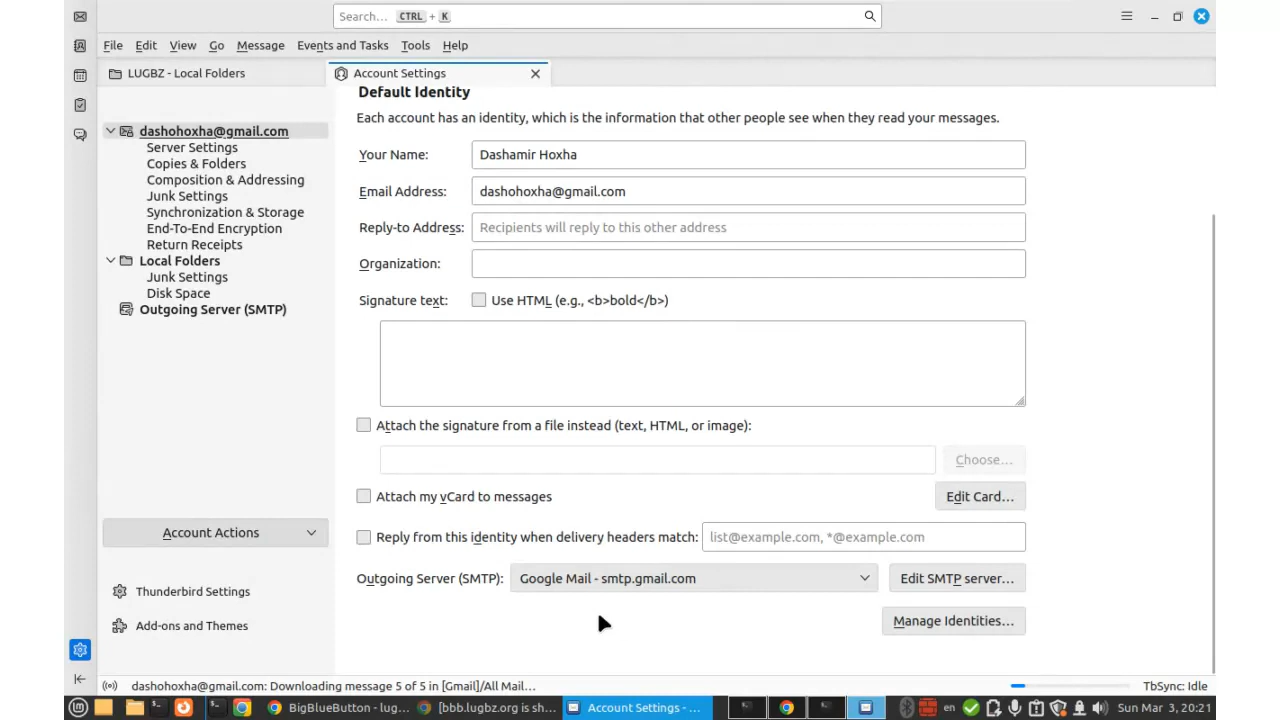 Search... CTRL + K
File Edit View Go Message Events and Tasks Tools Help
LUGBZ - Local Folders
Account Settings
Default Identity
Each account has an identity, which is the information that other people see when they read your messages.
dashohoxha@gmail.com
Server Settings
Copies & Folders
Composition & Addressing
Junk Settings
Synchronization & Storage
End-To-End Encryption
Return Receipts
Local Folders
Junk Settings
Disk Space
Outgoing Server (SMTP)
Your Name: Dashamir Hoxha
Email Address: dashohoxha@gmail.com
Reply-to Address: Recipients will reply to this other address
Organization:
Signature text: Use HTML (e.g., <b>bold</b>)
Attach the signature from a file instead (text, HTML, or image):
Choose...
Attach my vCard to messages
Edit Card...
Reply from this identity when delivery headers match: list@example.com, *@example.com
Outgoing Server (SMTP): Google Mail - smtp.gmail.com Edit SMTP server...
Manage Identities...
Account Actions
Thunderbird Settings
Add-ons and Themes
dashohoxha@gmail.com: Downloading message 5 of 5 in [Gmail]/All Mail...
TbSync: Idle
BigBlueButton - lug... [bbb.lugbz.org is sh... Account Settings - ... en Sun Mar 3, 20:21